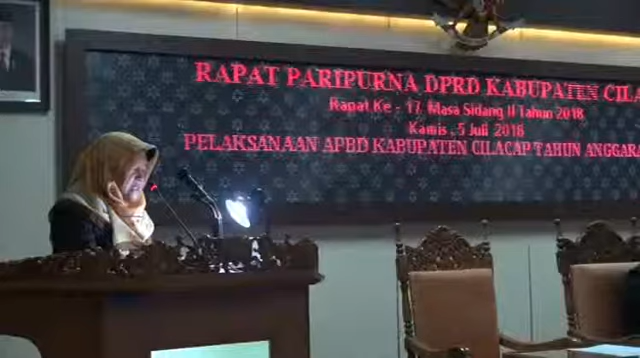 RAPAT PARIPURNA DPRD KABUPATEN CILA
Rapat Ke - 17, Masa Sidang II Tahun 2018
Kamis, 5 Juli 2018
PELAKSANAAN APBD KABUPATEN CILACAP TAHUN ANGGARA